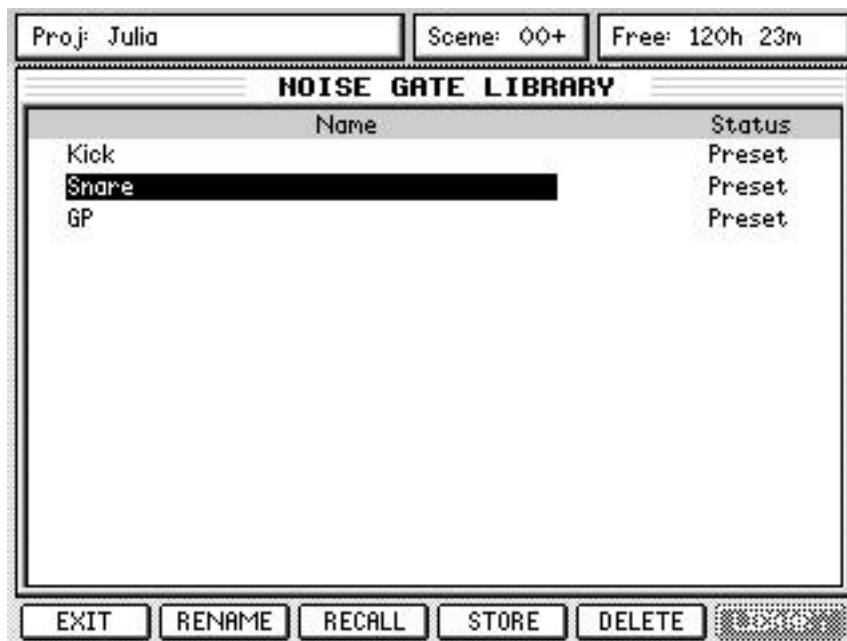 Proj: Julia Scene: 00+ Free: 120h 23m
NOISE GATE LIBRARY
Name Status
Kick Preset
Snare Preset
GP Preset
EXIT RENAME RECALL STORE DELETE